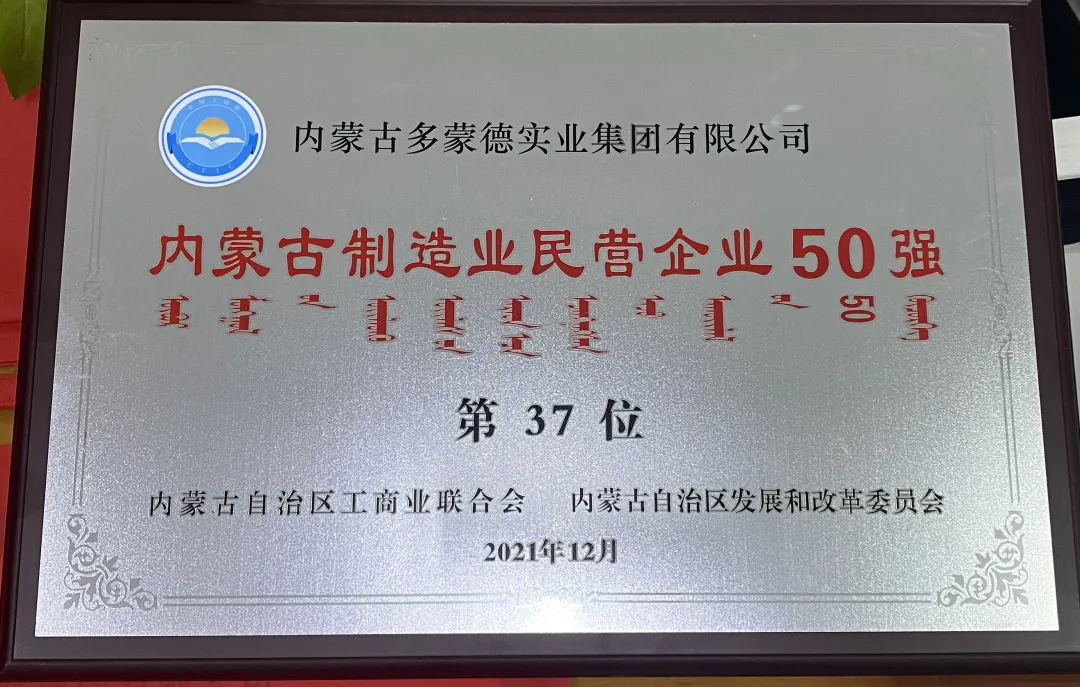 内蒙古多蒙德实业集团有限公司
内蒙古制造业民营企业50强
50
第 37 位
内蒙古自治区工商业联合会 内蒙古自治区发展和改革委员会
2021年12月